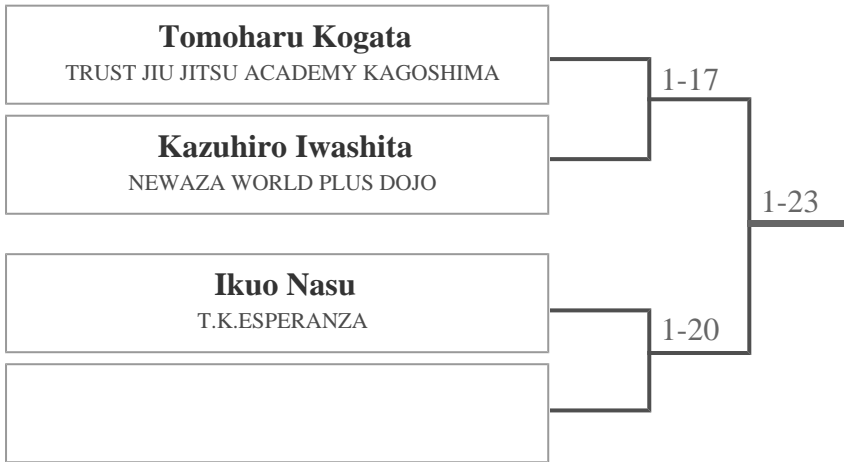 Tomoharu Kogata
TRUST JIU JITSU ACADEMY KAGOSHIMA
1-17
Kazuhiro Iwashita
NEWAZA WORLD PLUS DOJO
1-23
Ikuo Nasu
T.K.ESPERANZA
1-20